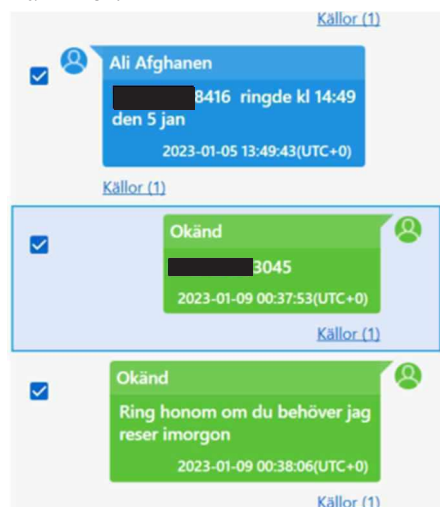 Källor (1)
Ali Afghanen
8416 ringde kl 14:49
den 5 jan
2023-01-05 13:49:43(UTC+0)
Källor (1)
Okänd
3045
2023-01-09 00:37:53(UTC+0)
Källor (1)
Okänd
Ring honom om du behöver jag
reser imorgon
2023-01-09 00:38:06(UTC+0)
Källor (1)